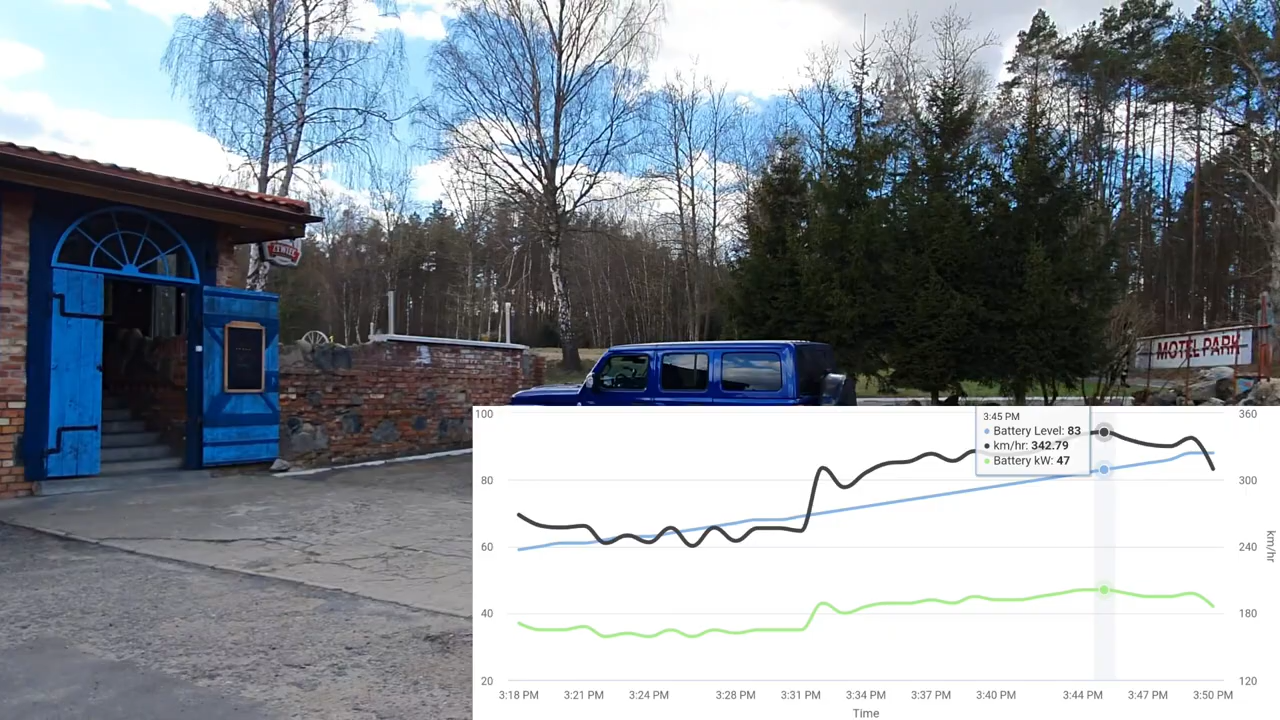 ŻYWIEC
MOTEL PARK
3:45 PM
Battery Level: 83
km/hr: 342.79
Battery kW: 47
100
80
60
40
20
360
300
240
180
120
km/hr
3:18 PM 3:21 PM 3:24 PM 3:28 PM 3:31 PM 3:34 PM 3:37 PM 3:40 PM 3:44 PM 3:47 PM 3:50 PM
Time